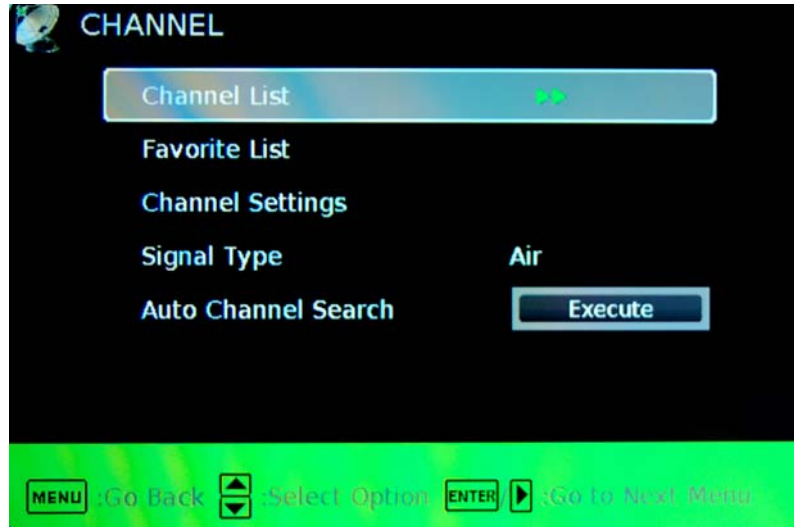 CHANNEL
Channel List
Favorite List
Channel Settings
Signal Type Air
Auto Channel Search Execute
MENU :Go Back :Select Option ENTER / :Go to Next Menu